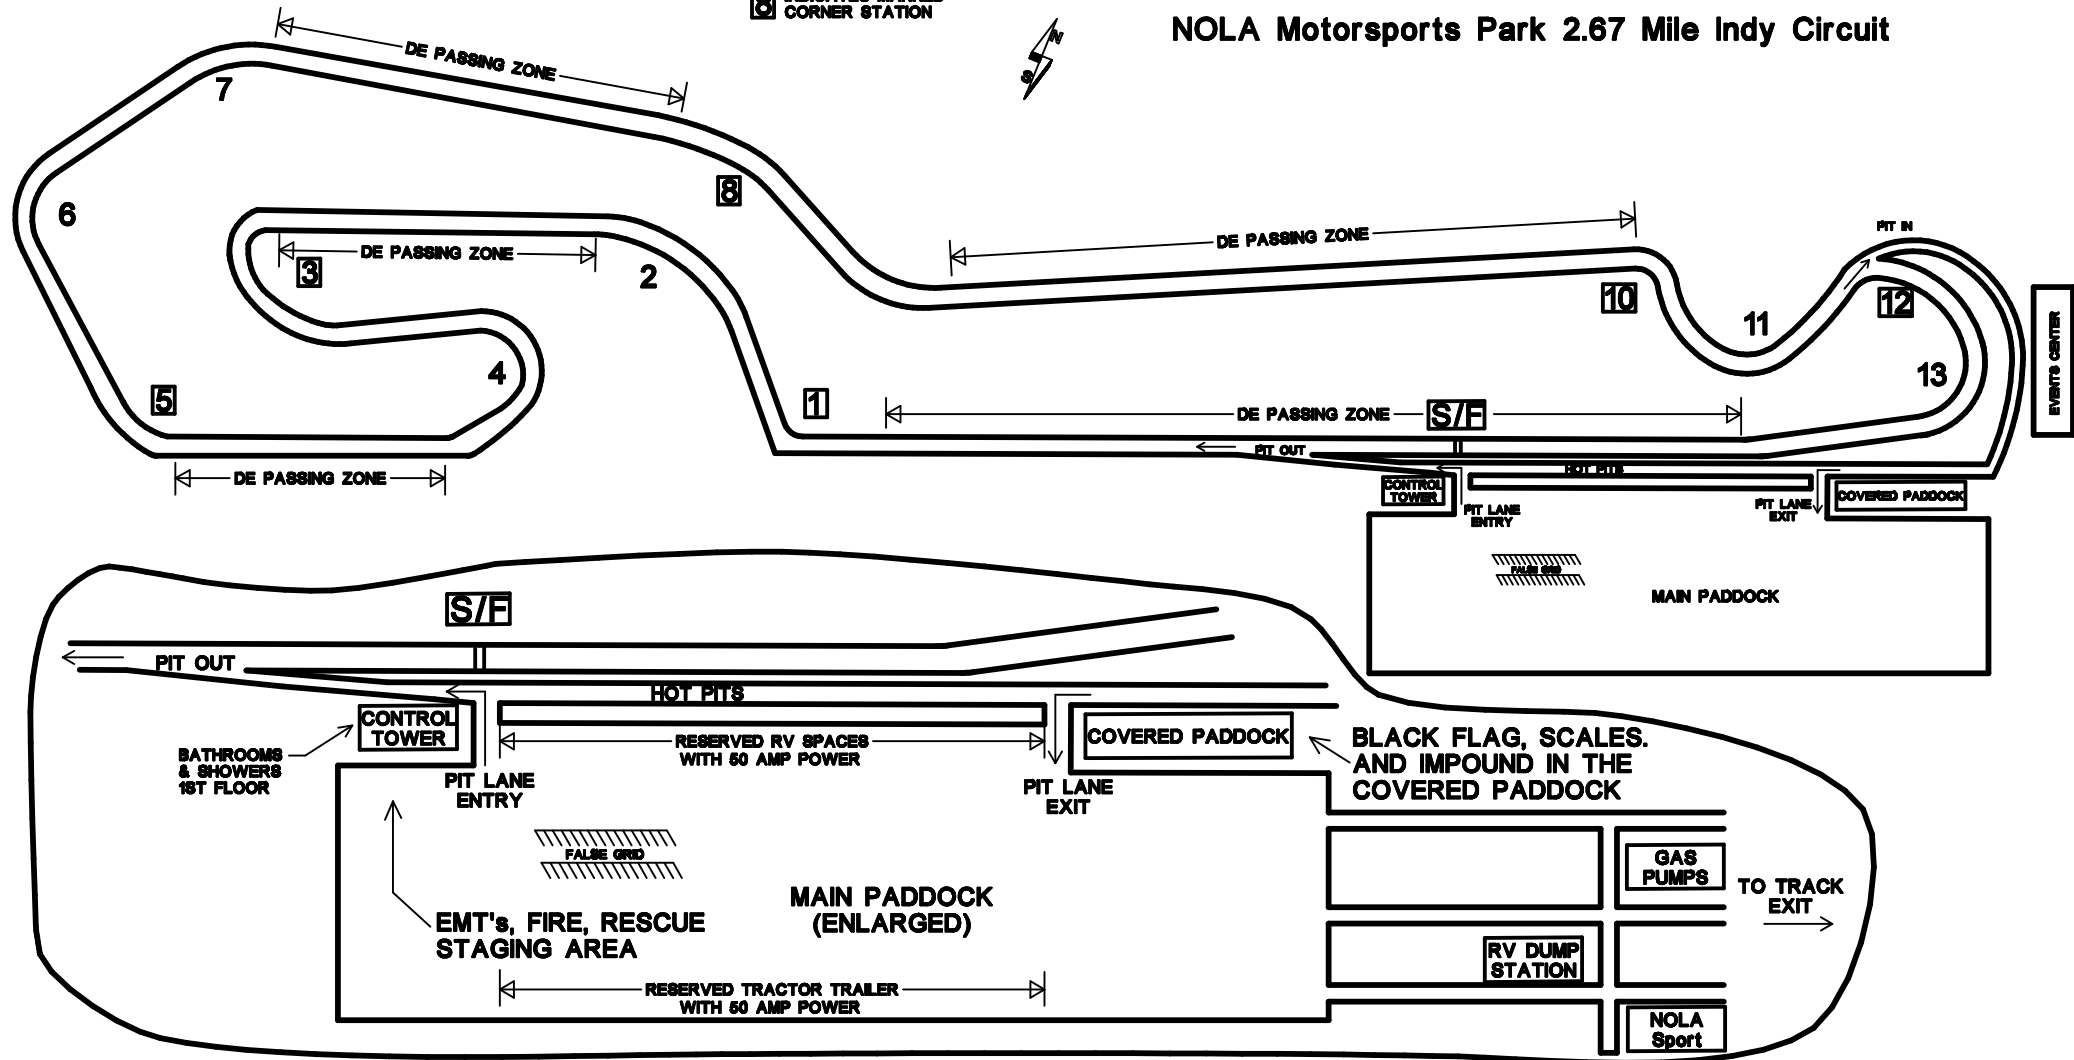 8
CORNER STATION
NOLA Motorsports Park 2.67 Mile Indy Circuit
N
S
DE PASSING ZONE
7
8
6
DE PASSING ZONE
PIT IN
DE PASSING ZONE
3
2
10
12
11
EVENTS CENTER
4
13
5
1
DE PASSING ZONE
S/F
PIT OUT
DE PASSING ZONE
HOT PITS
CONTROL
TOWER
COVERED PADDOCK
PIT LANE
ENTRY
PIT LANE
EXIT
FALSE GRID
MAIN PADDOCK
S/F
PIT OUT
HOT PITS
CONTROL
TOWER
BATHROOMS
& SHOWERS
1ST FLOOR
RESERVED RV SPACES
WITH 50 AMP POWER
COVERED PADDOCK
BLACK FLAG, SCALES.
AND IMPOUND IN THE
COVERED PADDOCK
PIT LANE
ENTRY
PIT LANE
EXIT
FALSE GRID
GAS
PUMPS
TO TRACK
EXIT
MAIN PADDOCK
(ENLARGED)
EMT's, FIRE, RESCUE
STAGING AREA
RV DUMP
STATION
RESERVED TRACTOR TRAILER
WITH 50 AMP POWER
NOLA
Sport